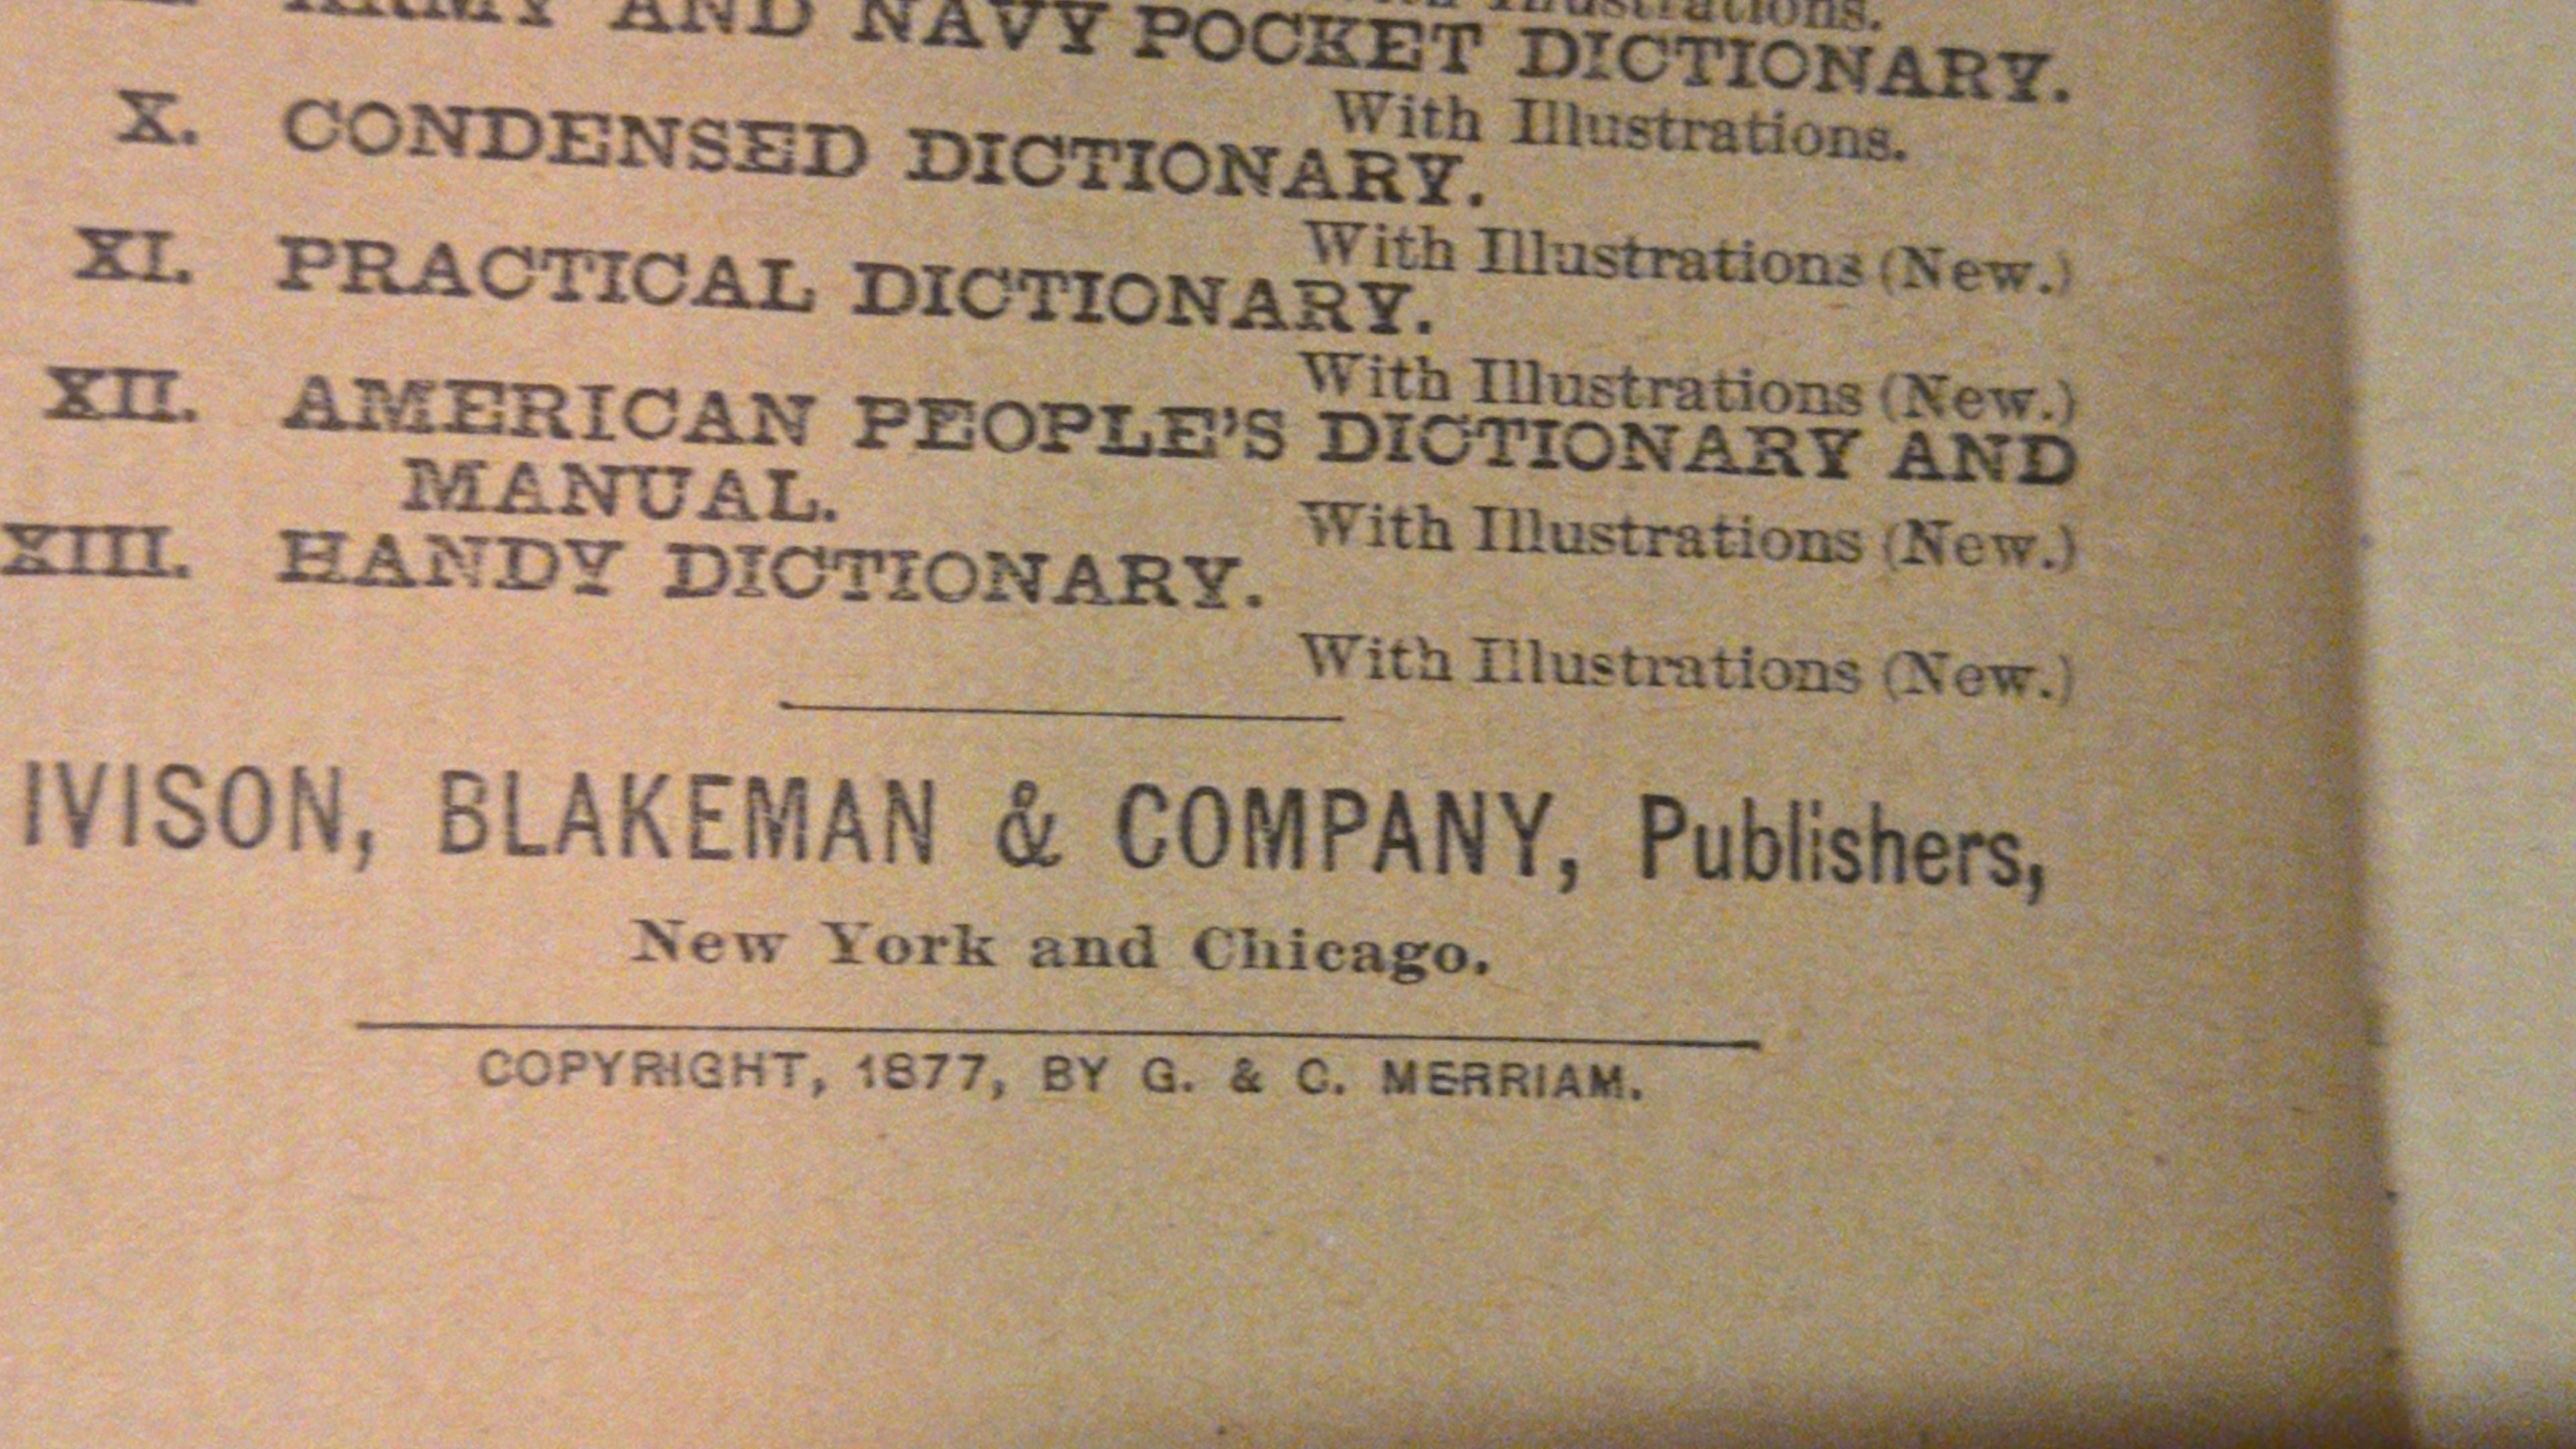 Illustrations.
ARMY AND NAVY POCKET DICTIONARY.
With Illustrations.
X. CONDENSED DICTIONARY.
With Illustrations (New.)
XI. PRACTICAL DICTIONARY.
With Illustrations (New.)
XII. AMERICAN PEOPLE'S DICTIONARY AND
MANUAL.
With Illustrations (New.)
XIII. HANDY DICTIONARY.
With Illustrations (New.)
IVISON, BLAKEMAN & COMPANY, Publishers,
New York and Chicago.
COPYRIGHT, 1877, BY G. & C. MERRIAM.